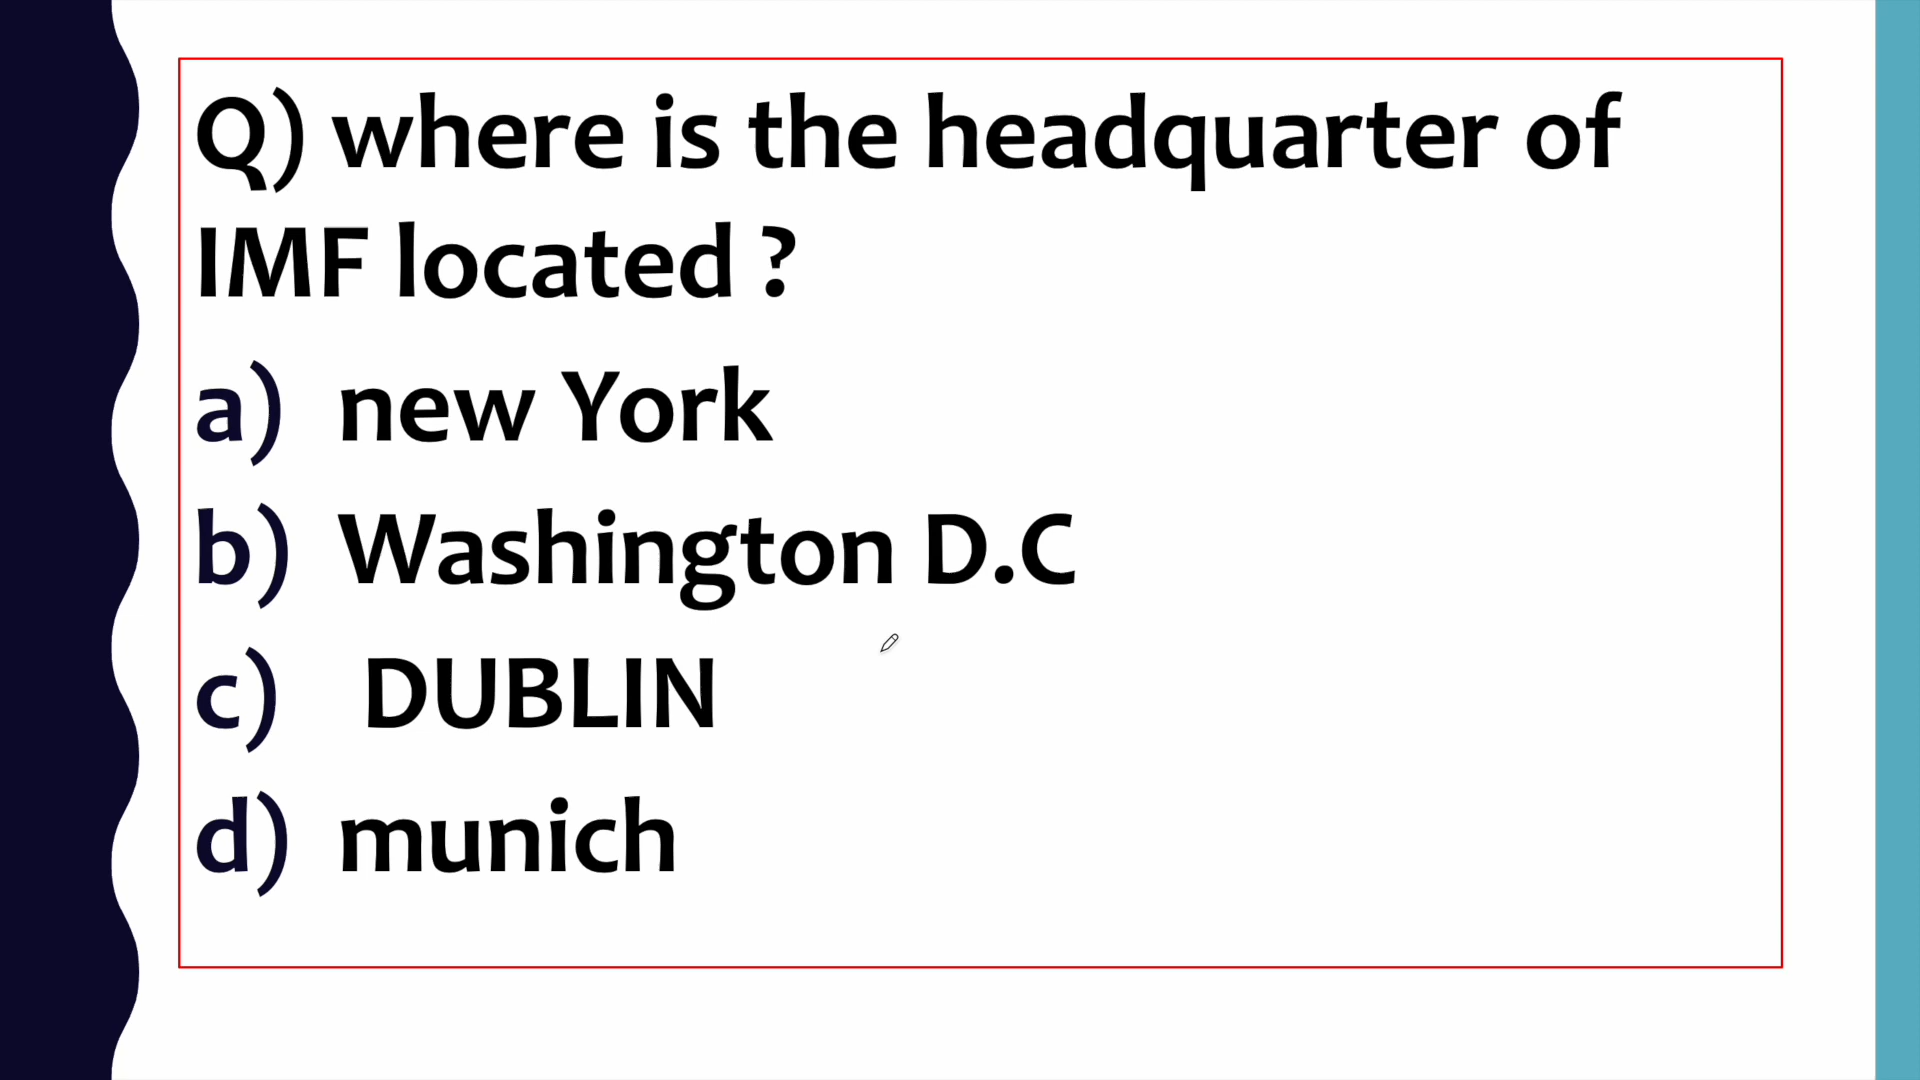 Q) where is the headquarter of
IMF located ?
a) new York
b) Washington D.C
c) DUBLIN
d) munich